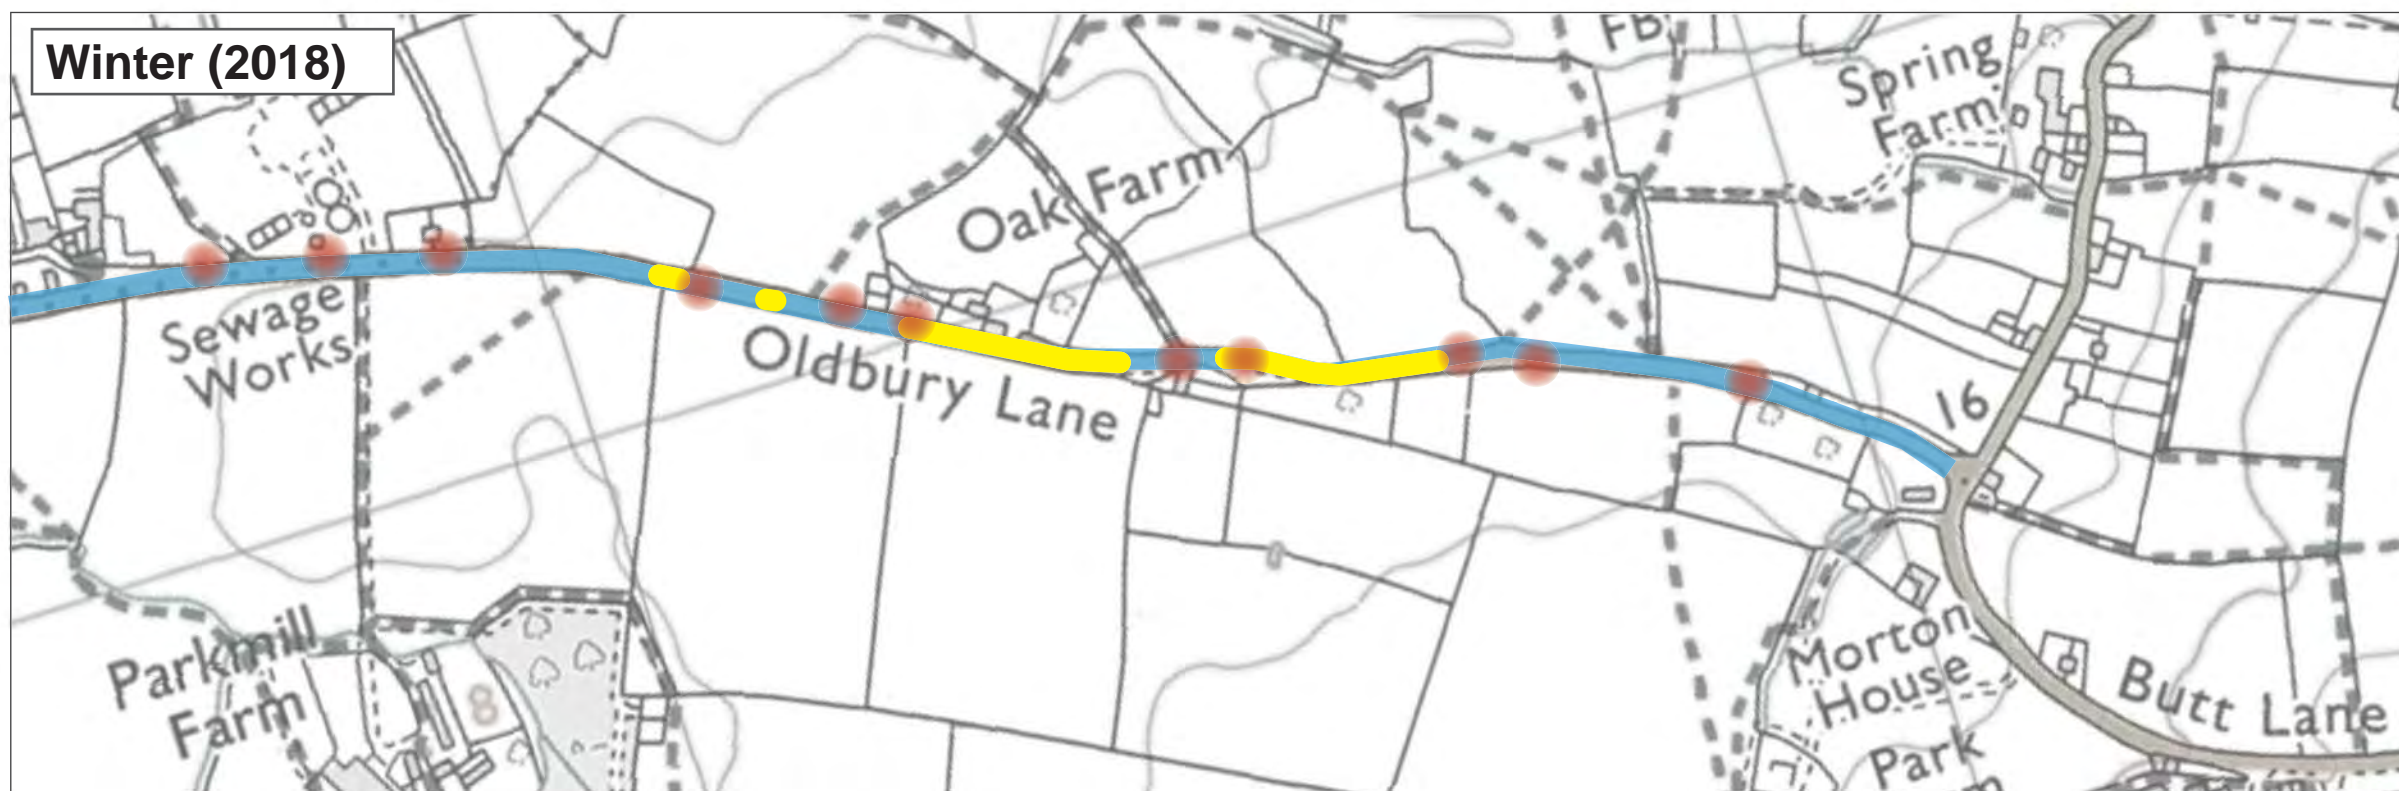 Winter (2018)
FB
Spring
Farm
Oak Farm
Sewage
Works
Oldbury Lane
16
Parkmill
Farm
8
Morton
House
Butt Lane
Park